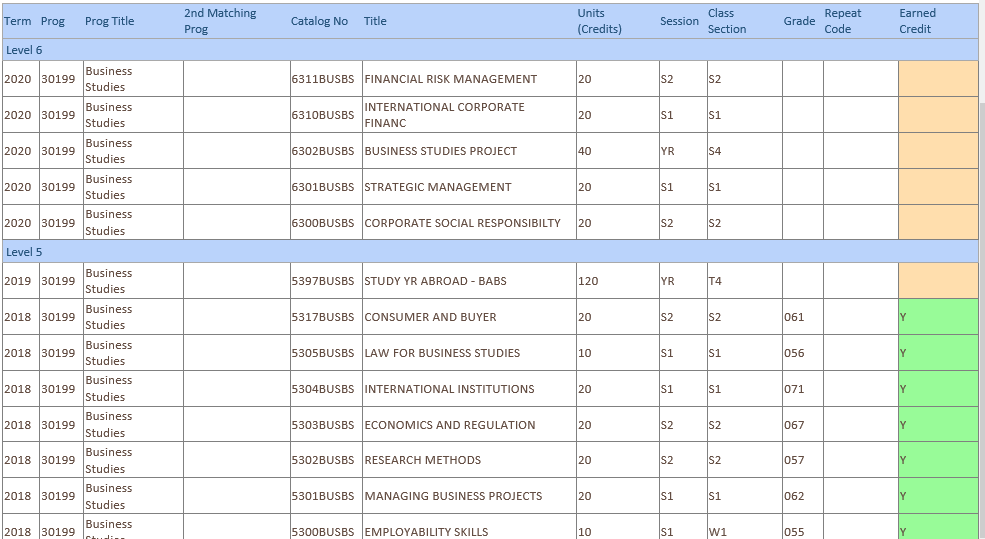 Term Prog Prog Title 2nd Matching Prog Catalog No Title Units (Credits) Session Class Section Grade Repeat Code Earned Credit
Level 6
2020 30199 Business Studies 6311BUSBS FINANCIAL RISK MANAGEMENT 20 S2 S2
2020 30199 Business Studies 6310BUSBS INTERNATIONAL CORPORATE FINANC 20 S1 S1
2020 30199 Business Studies 6302BUSBS BUSINESS STUDIES PROJECT 40 YR S4
2020 30199 Business Studies 6301BUSBS STRATEGIC MANAGEMENT 20 S1 S1
2020 30199 Business Studies 6300BUSBS CORPORATE SOCIAL RESPONSIBILTY 20 S2 S2
Level 5
2019 30199 Business Studies 5397BUSBS STUDY YR ABROAD - BABS 120 YR T4
2018 30199 Business Studies 5317BUSBS CONSUMER AND BUYER 20 S2 S2 061 Y
2018 30199 Business Studies 5305BUSBS LAW FOR BUSINESS STUDIES 10 S1 S1 056 Y
2018 30199 Business Studies 5304BUSBS INTERNATIONAL INSTITUTIONS 20 S1 S1 071 Y
2018 30199 Business Studies 5303BUSBS ECONOMICS AND REGULATION 20 S2 S2 067 Y
2018 30199 Business Studies 5302BUSBS RESEARCH METHODS 20 S2 S2 057 Y
2018 30199 Business Studies 5301BUSBS MANAGING BUSINESS PROJECTS 20 S1 S1 062 Y
2018 30199 Business Studies 5300BUSBS EMPLOYABILITY SKILLS 10 S1 W1 055 Y